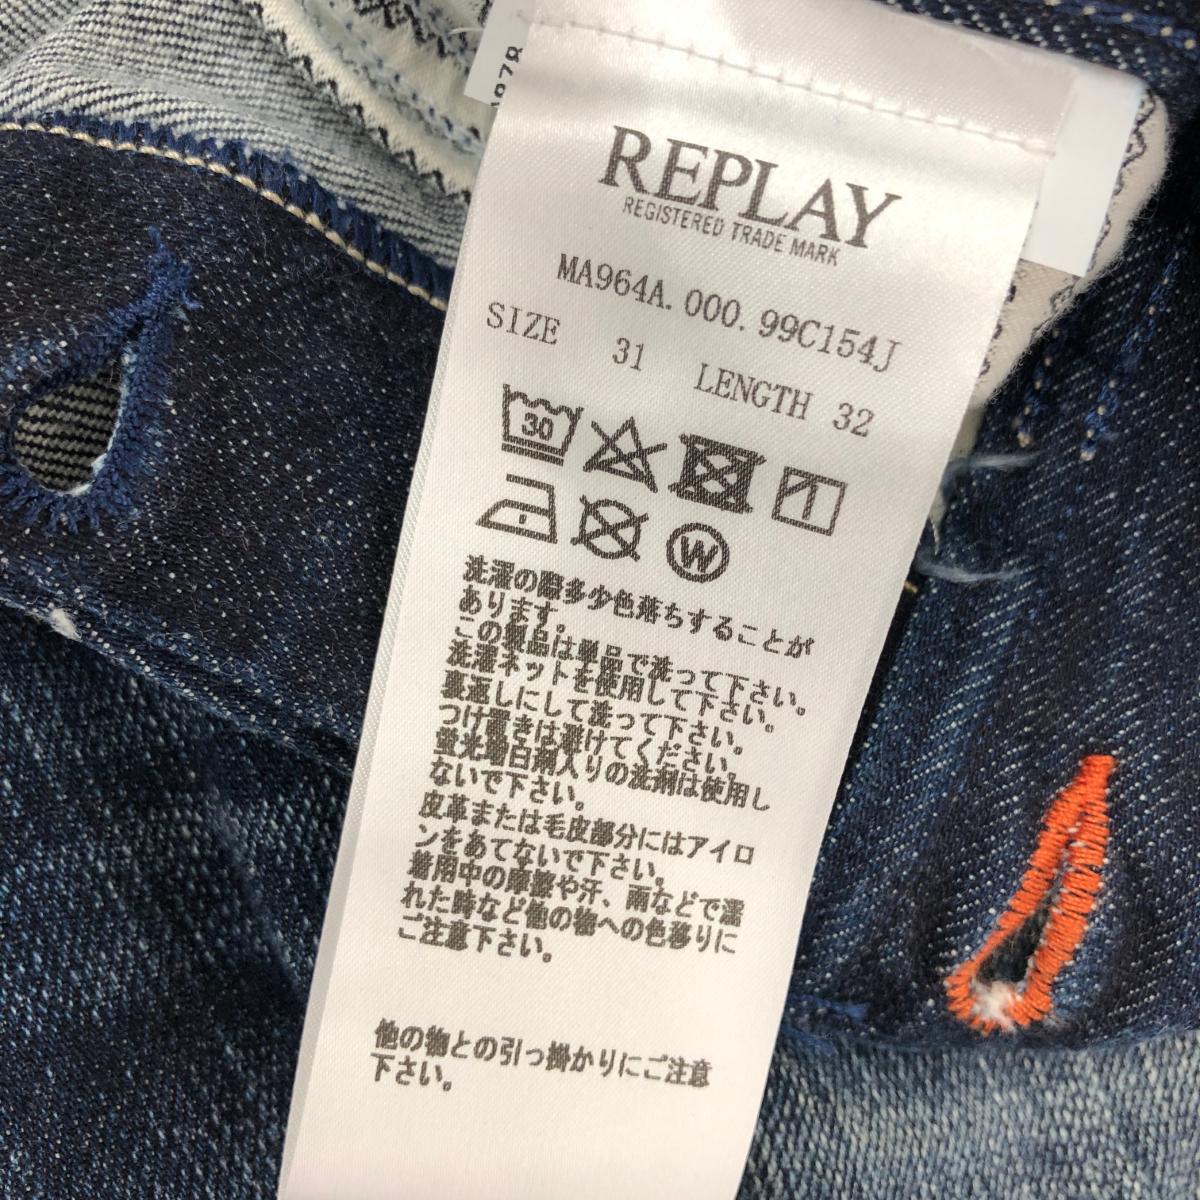 REPLAY
REGISTERED TRADE MARK
MA964A.000.99C154J
SIZE 31 LENGTH 32
30
W
洗濯の際多少色落ちすることが
あります。
この製品は単品で洗って下さい。
洗濯ネットを使用して下さい。
裏返しにして洗って下さい。
つけ置きは避けてください。
蛍光増白剤入りの洗剤は使用し
ないで下さい。
皮革または毛皮部分にはアイロ
ンをあてないで下さい。
着用中の摩擦や汗、雨などで濡
れた時など他の物への色移りに
ご注意下さい。
他の物との引っ掛かりにご注意
下さい。